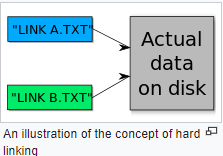 "LINK A.TXT"
Actual
data
on disk
"LINK B.TXT"
An illustration of the concept of hard
linking